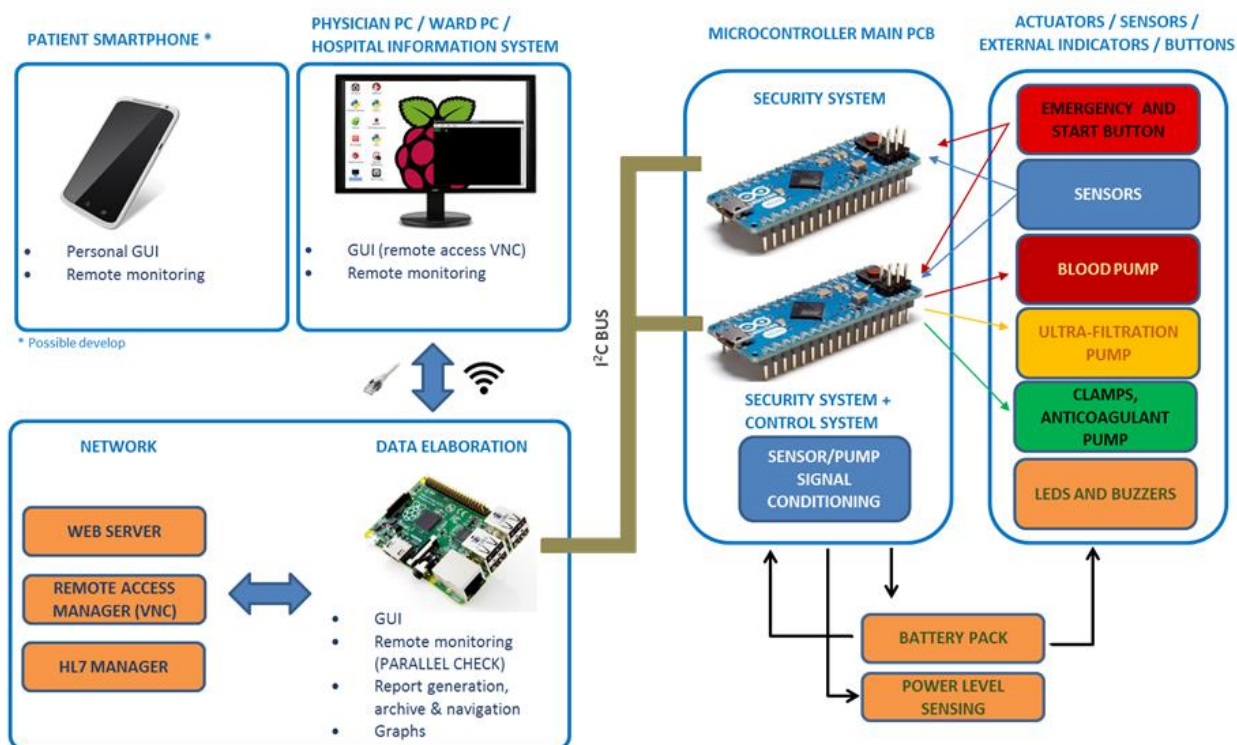 PATIENT SMARTPHONE *
Personal GUI
Remote monitoring
* Possible develop
PHYSICIAN PC / WARD PC /
HOSPITAL INFORMATION SYSTEM
GUI (remote access VNC)
Remote monitoring
NETWORK
WEB SERVER
REMOTE ACCESS
MANAGER (VNC)
HL7 MANAGER
DATA ELABORATION
GUI
Remote monitoring
(PARALLEL CHECK)
Report generation,
archive & navigation
Graphs
I²C BUS
MICROCONTROLLER MAIN PCB
SECURITY SYSTEM
SECURITY SYSTEM +
CONTROL SYSTEM
SENSOR/PUMP
SIGNAL
CONDITIONING
ACTUATORS / SENSORS /
EXTERNAL INDICATORS / BUTTONS
EMERGENCY AND
START BUTTON
SENSORS
BLOOD PUMP
ULTRA-FILTRATION
PUMP
CLAMPS,
ANTICOAGULANT
PUMP
LEDS AND BUZZERS
BATTERY PACK
POWER LEVEL
SENSING